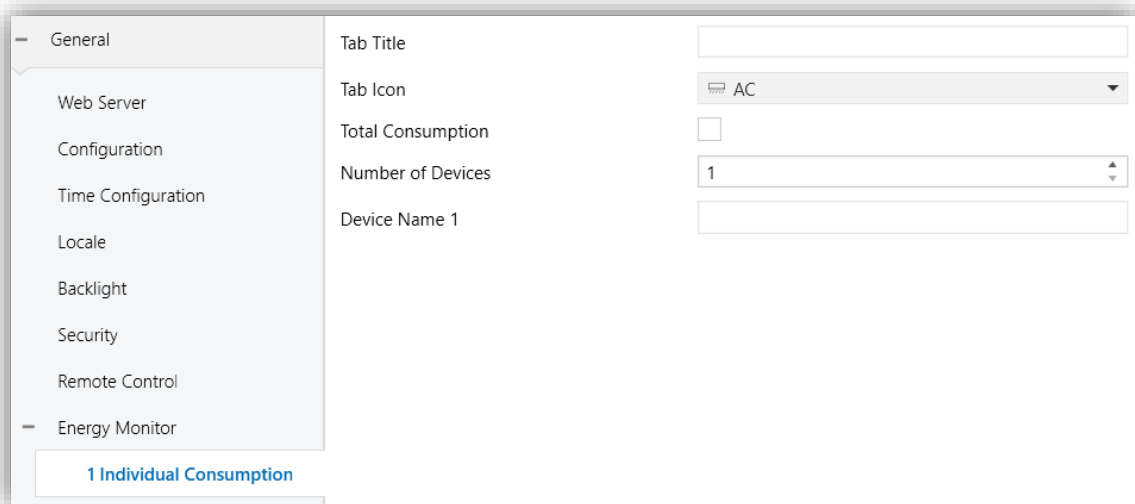 General
Web Server
Configuration
Time Configuration
Locale
Backlight
Security
Remote Control
Energy Monitor
1 Individual Consumption
Tab Title
Tab Icon
AC
Total Consumption
Number of Devices
1
Device Name 1